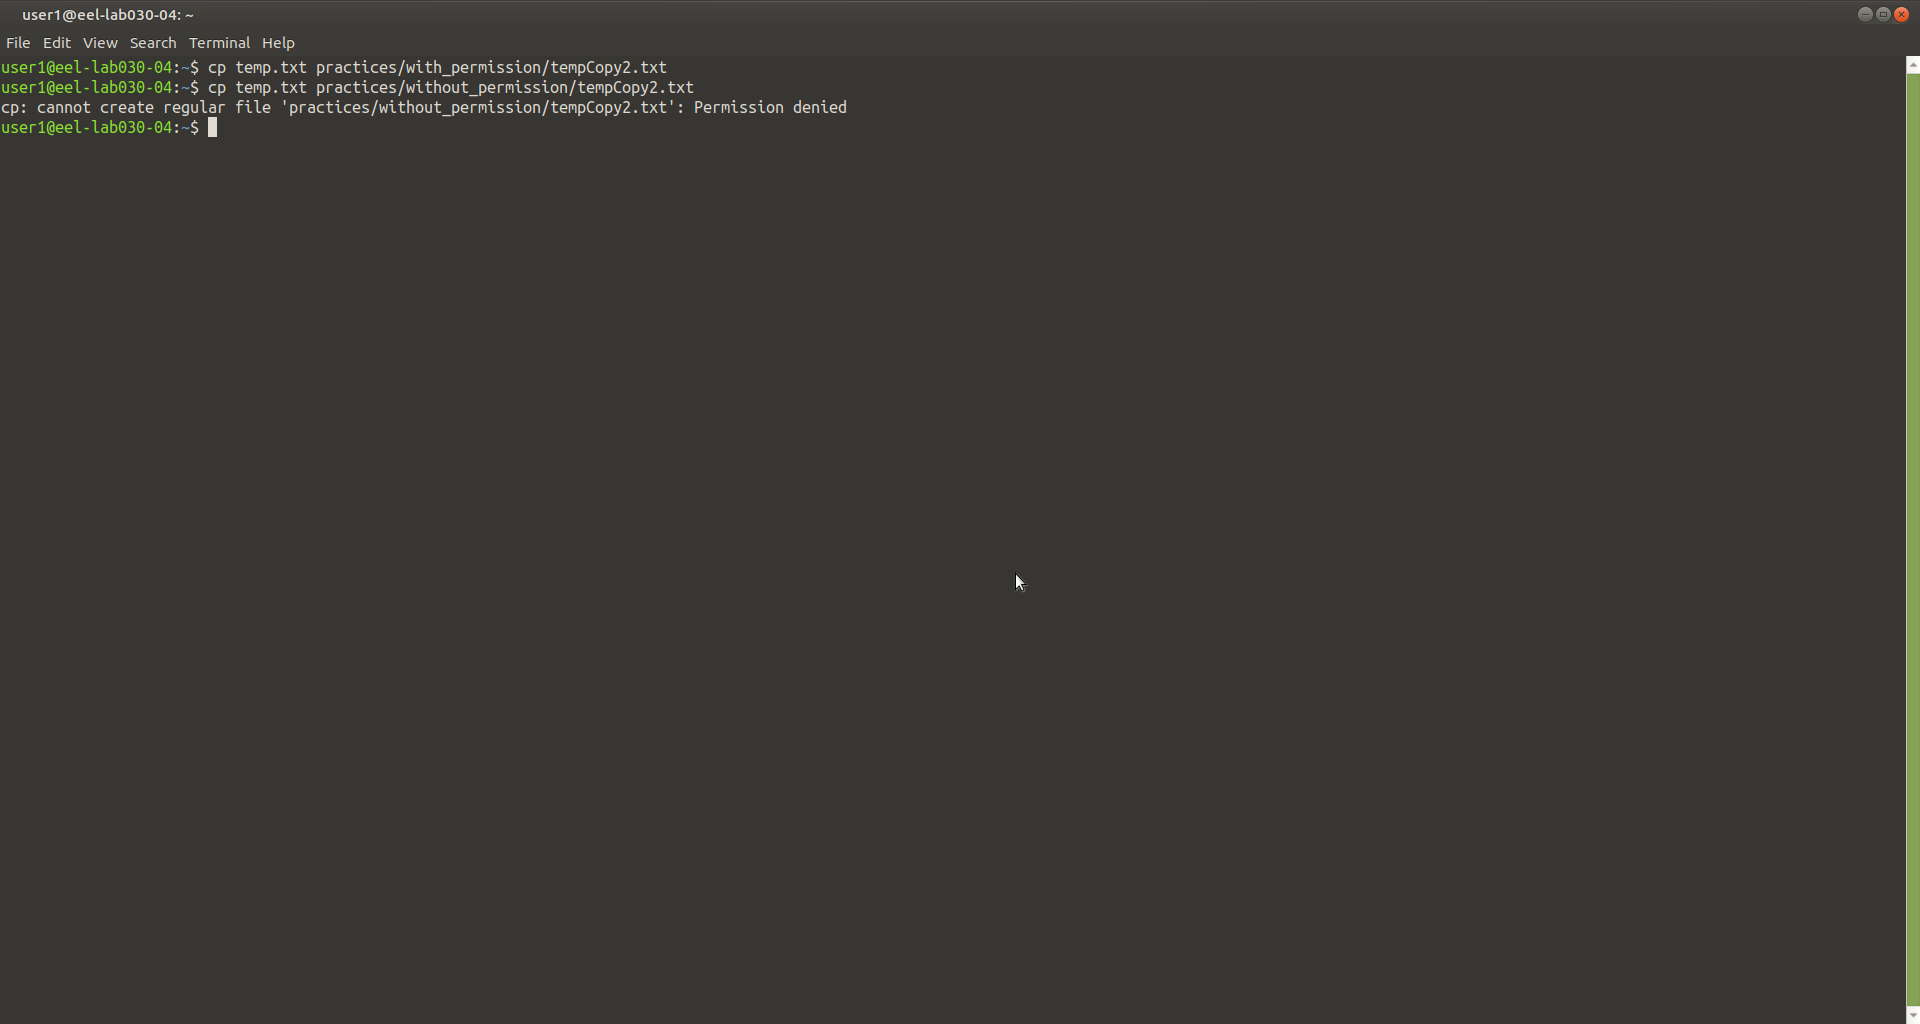 user1@eel-lab030-04: ~
File Edit View Search Terminal Help
user1@eel-lab030-04:~$ cp temp.txt practices/with_permission/tempCopy2.txt
user1@eel-lab030-04:~$ cp temp.txt practices/without_permission/tempCopy2.txt
cp: cannot create regular file 'practices/without_permission/tempCopy2.txt': Permission denied
user1@eel-lab030-04:~$